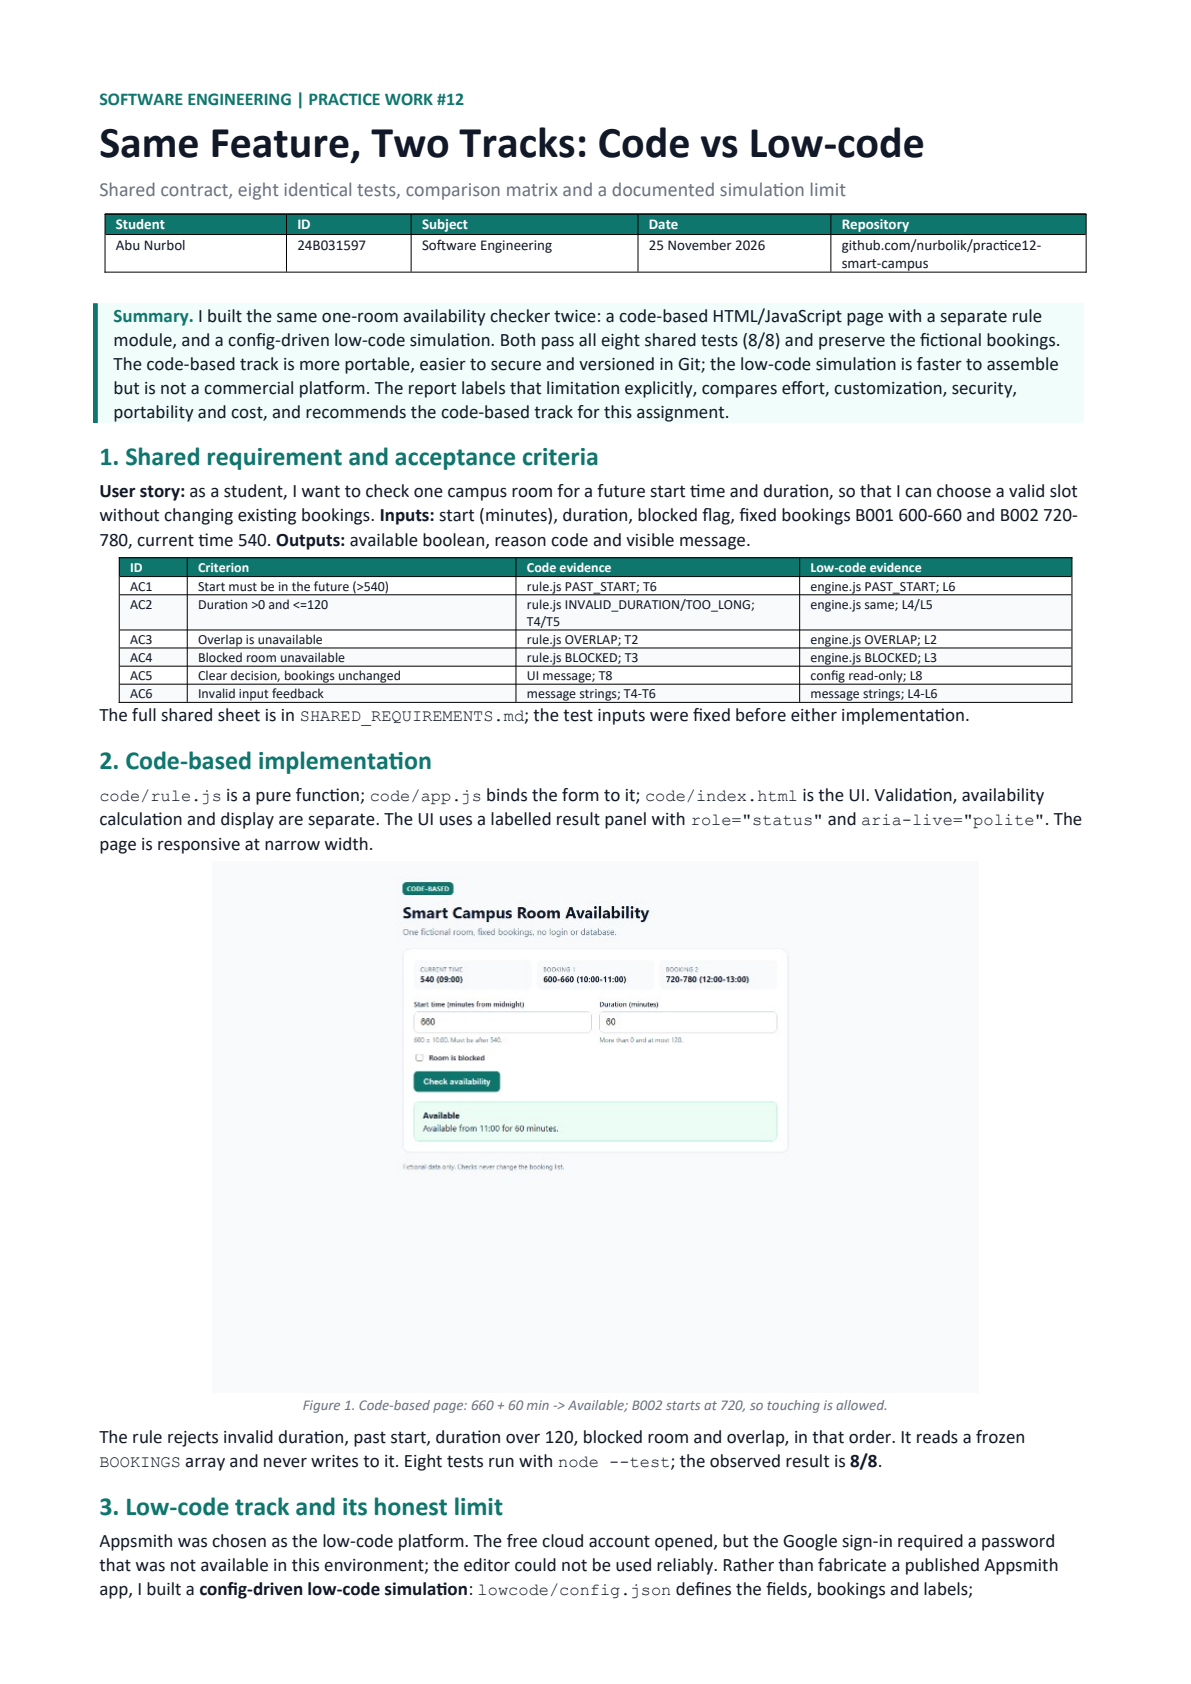 SOFTWARE ENGINEERING | PRACTICE WORK #12
Same Feature, Two Tracks: Code vs Low-code
Shared contract, eight identical tests, comparison matrix and a documented simulation limit
Student ID Subject Date Repository
Abu Nurbol 24B031597 Software Engineering 25 November 2026 github.com/nurbolik/practice12-
smart-campus
Summary. I built the same one-room availability checker twice: a code-based HTML/JavaScript page with a separate rule
module, and a config-driven low-code simulation. Both pass all eight shared tests (8/8) and preserve the fictional bookings.
The code-based track is more portable, easier to secure and versioned in Git; the low-code simulation is faster to assemble
but is not a commercial platform. The report labels that limitation explicitly, compares effort, customization, security,
portability and cost, and recommends the code-based track for this assignment.
1. Shared requirement and acceptance criteria
User story: as a student, I want to check one campus room for a future start time and duration, so that I can choose a valid slot
without changing existing bookings. Inputs: start (minutes), duration, blocked flag, fixed bookings B001 600-660 and B002 720-
780, current time 540. Outputs: available boolean, reason code and visible message.
ID Criterion Code evidence Low-code evidence
AC1 Start must be in the future (>540) rule.js PAST_START; T6 engine.js PAST_START; L6
AC2 Duration >0 and <=120 rule.js INVALID_DURATION/TOO_LONG; engine.js same; L4/L5
T4/T5
AC3 Overlap is unavailable rule.js OVERLAP; T2 engine.js OVERLAP; L2
AC4 Blocked room unavailable rule.js BLOCKED; T3 engine.js BLOCKED; L3
AC5 Clear decision, bookings unchanged UI message; T8 config read-only; L8
AC6 Invalid input feedback message strings; T4-T6 message strings; L4-L6
The full shared sheet is in SHARED_REQUIREMENTS.md; the test inputs were fixed before either implementation.
2. Code-based implementation
code/rule.js is a pure function; code/app.js binds the form to it; code/index.html is the UI. Validation, availability
calculation and display are separate. The UI uses a labelled result panel with role="status" and aria-live="polite". The
page is responsive at narrow width.
CODE-BASED
Smart Campus Room Availability
One fictional room, fixed bookings, no login or database.
CURRENT TIME BOOKING 1 BOOKING 2
540 (09:00) 600-660 (10:00-11:00) 720-780 (12:00-13:00)
Start time (minutes from midnight) Duration (minutes)
660 60
600 = 10:00. Must be after 540. More than 0 and at most 120.
Room is blocked
Check availability
Available
Available from 11:00 for 60 minutes.
Fictional data only. Checks never change the booking list.
Figure 1. Code-based page: 660 + 60 min -> Available; B002 starts at 720, so touching is allowed.
The rule rejects invalid duration, past start, duration over 120, blocked room and overlap, in that order. It reads a frozen
BOOKINGS array and never writes to it. Eight tests run with node --test; the observed result is 8/8.
3. Low-code track and its honest limit
Appsmith was chosen as the low-code platform. The free cloud account opened, but the Google sign-in required a password
that was not available in this environment; the editor could not be used reliably. Rather than fabricate a published Appsmith
app, I built a config-driven low-code simulation: lowcode/config.json defines the fields, bookings and labels;